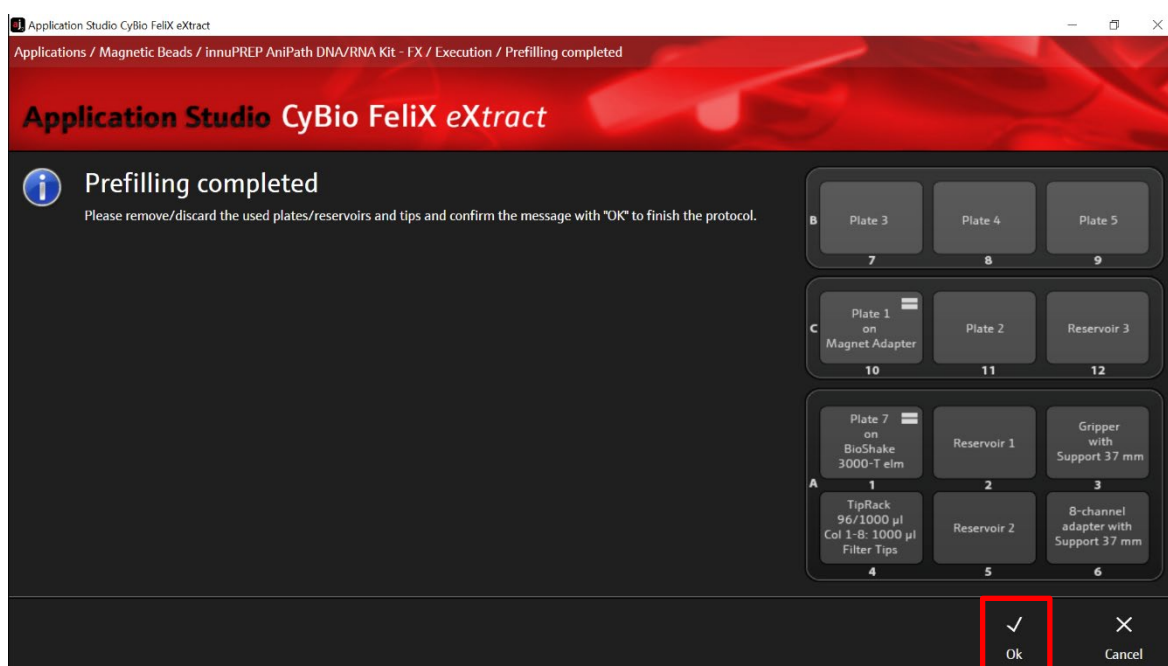 Application Studio CyBio FeliX eXtract
Applications / Magnetic Beads / innuPREP AniPath DNA/RNA Kit - FX / Execution / Prefilling completed
Application Studio CyBio FeliX eXtract
Prefilling completed
Please remove/discard the used plates/reservoirs and tips and confirm the message with "OK" to finish the protocol.
B
Plate 3
7
Plate 4
8
Plate 5
9
C
Plate 1
on
Magnet Adapter
10
Plate 2
11
Reservoir 3
12
A
Plate 7
on
BioShake
3000-T elm
1
Reservoir 1
2
Gripper
with
Support 37 mm
3
TipRack
96/1000 µl
Col 1-8: 1000 µl
Filter Tips
4
Reservoir 2
5
8-channel
adapter with
Support 37 mm
6
Ok
Cancel